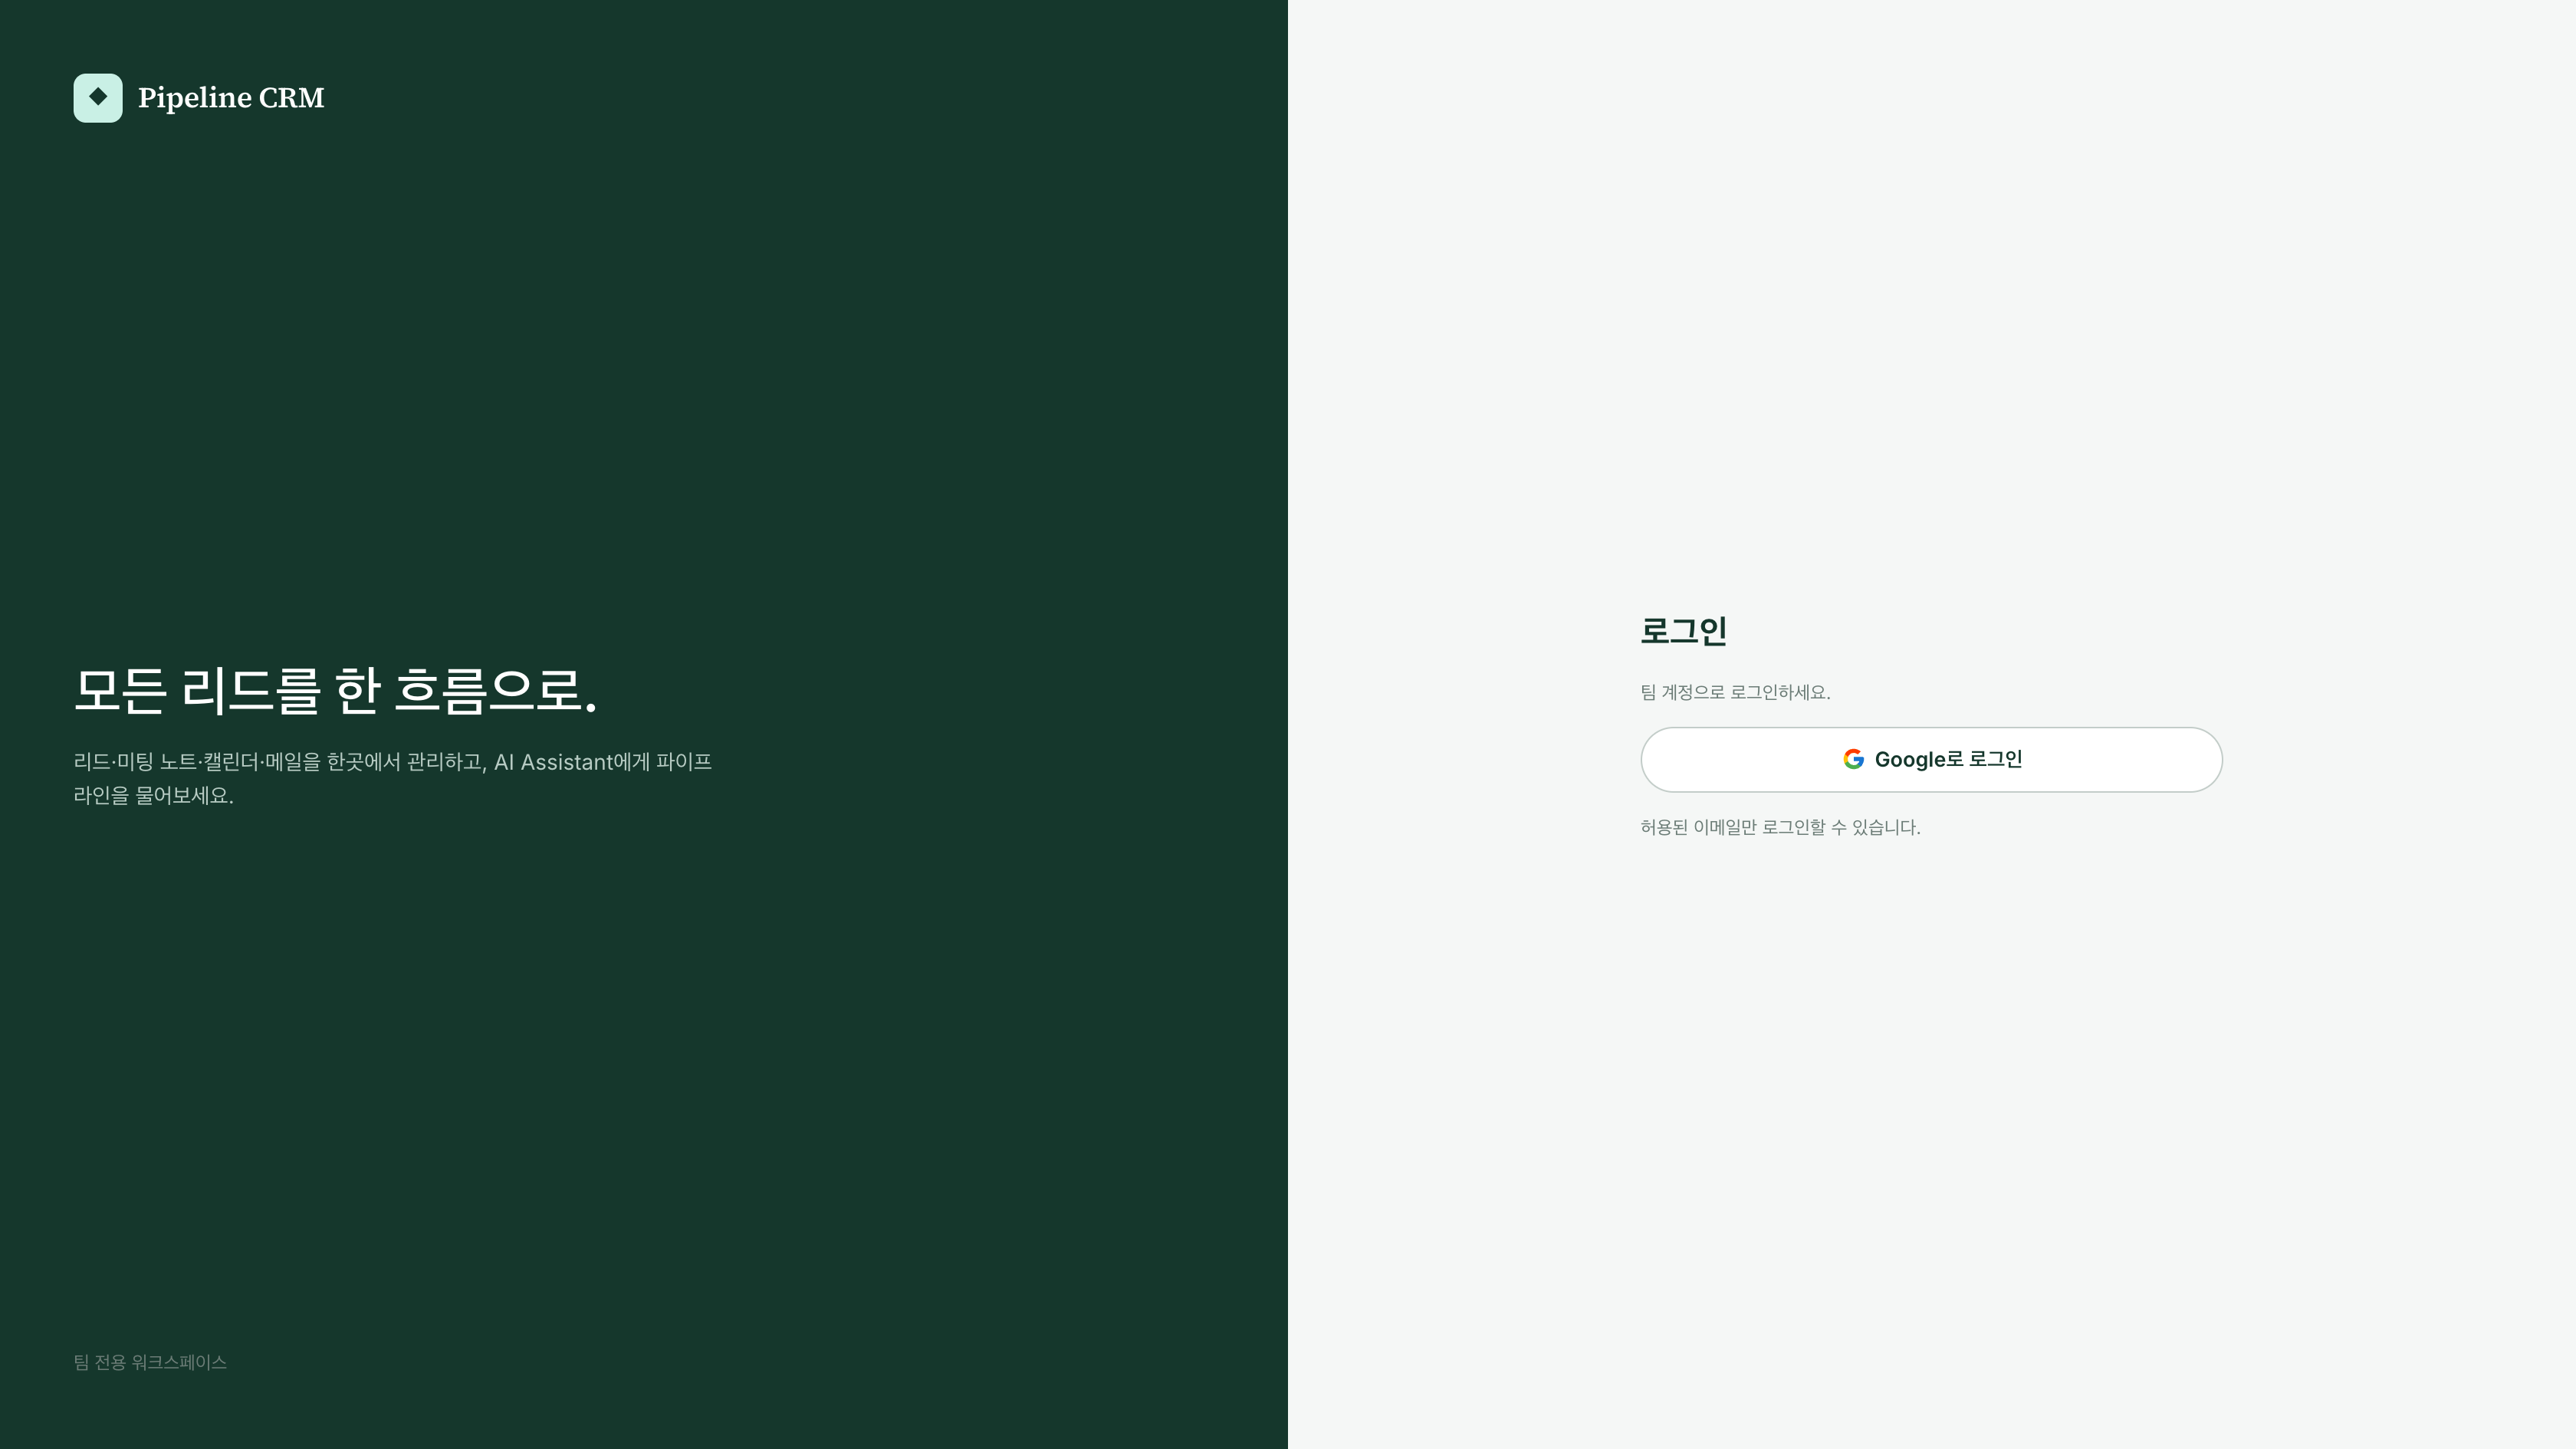 Pipeline CRM
모든 리드를 한 흐름으로.
리드·미팅 노트·캘린더·메일을 한곳에서 관리하고, AI Assistant에게 파이프
라인을 물어보세요.
팀 전용 워크스페이스
로그인
팀 계정으로 로그인하세요.
Google로 로그인
허용된 이메일만 로그인할 수 있습니다.